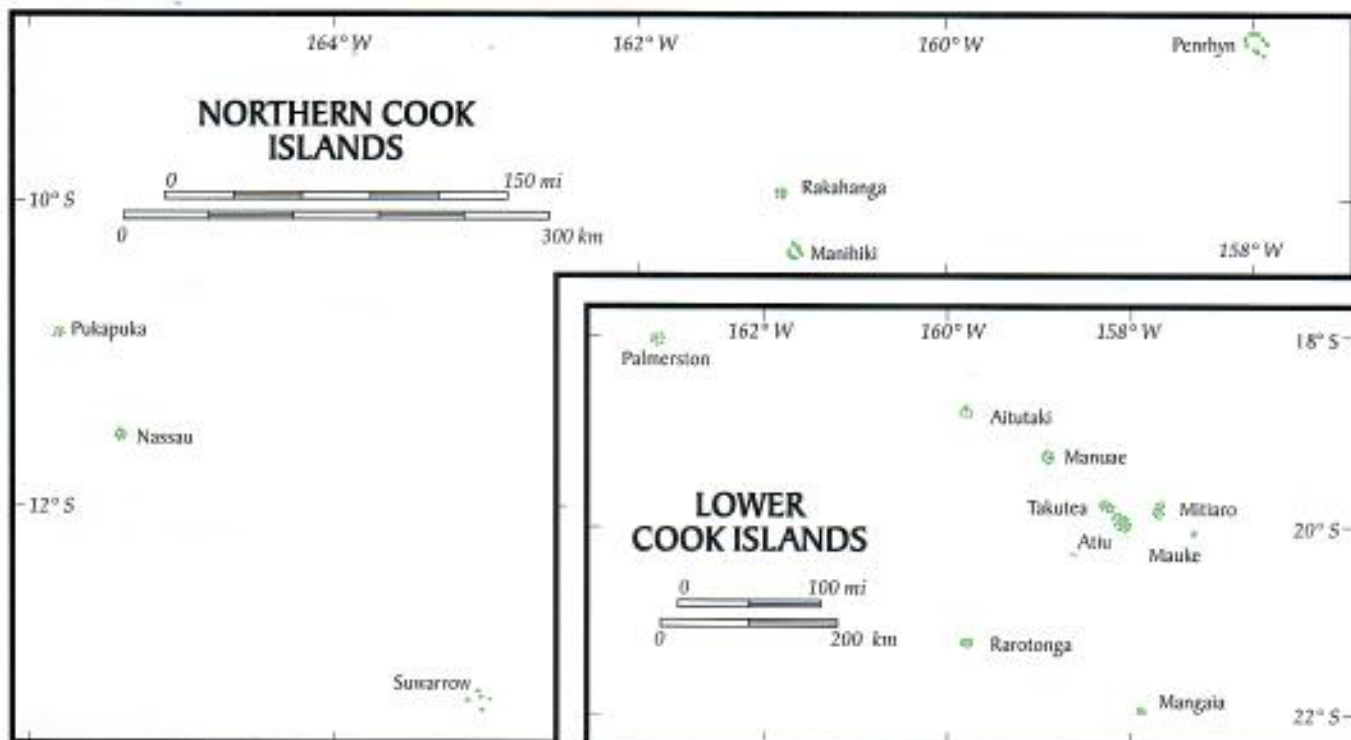 164° W
162° W
160° W
Penrhyn
NORTHERN COOK
ISLANDS
0 150 mi
0 300 km
10° S
Rakahanga
Manihiki
158° W
Pukapuka
Nassau
12° S
Suwarrow
162° W
160° W
158° W
18° S
Palmerston
Aitutaki
Manuae
Takutea
Mitiaro
Atiu
Mauke
20° S
LOWER
COOK ISLANDS
0 100 mi
0 200 km
Rarotonga
Mangaia
22° S